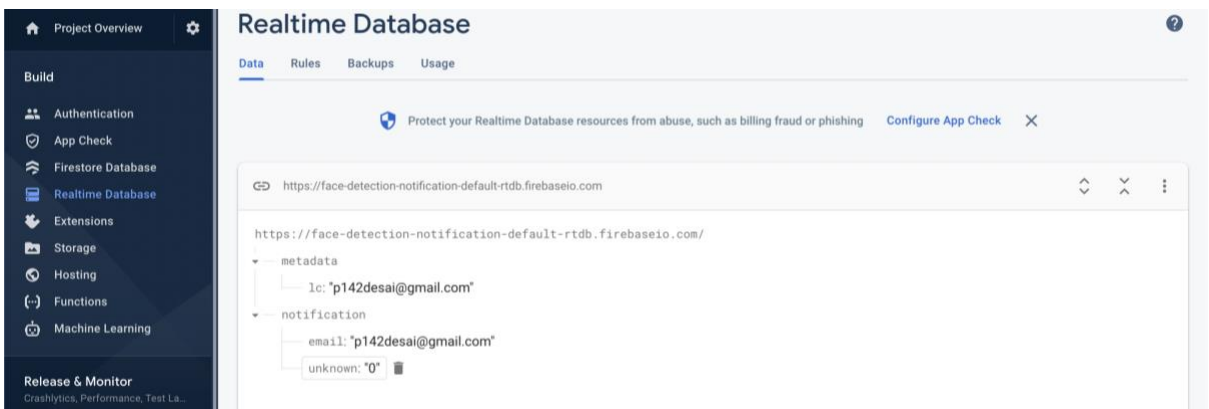 Project Overview
Build
Authentication
App Check
Firestore Database
Realtime Database
Extensions
Storage
Hosting
Functions
Machine Learning
Release & Monitor
Crashlytics, Performance, Test La...
Realtime Database
Data Rules Backups Usage
Protect your Realtime Database resources from abuse, such as billing fraud or phishing Configure App Check
https://face-detection-notification-default-rtdb.firebaseio.com
https://face-detection-notification-default-rtdb.firebaseio.com/
metadata
lc: "p142desai@gmail.com"
notification
email: "p142desai@gmail.com"
unknown: "0"